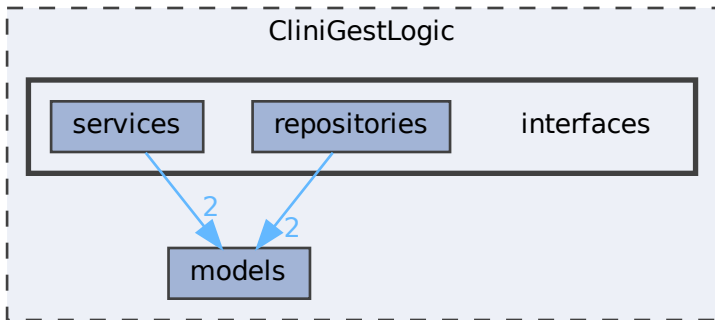 CliniGestLogic
services
repositories
interfaces
2
2
models